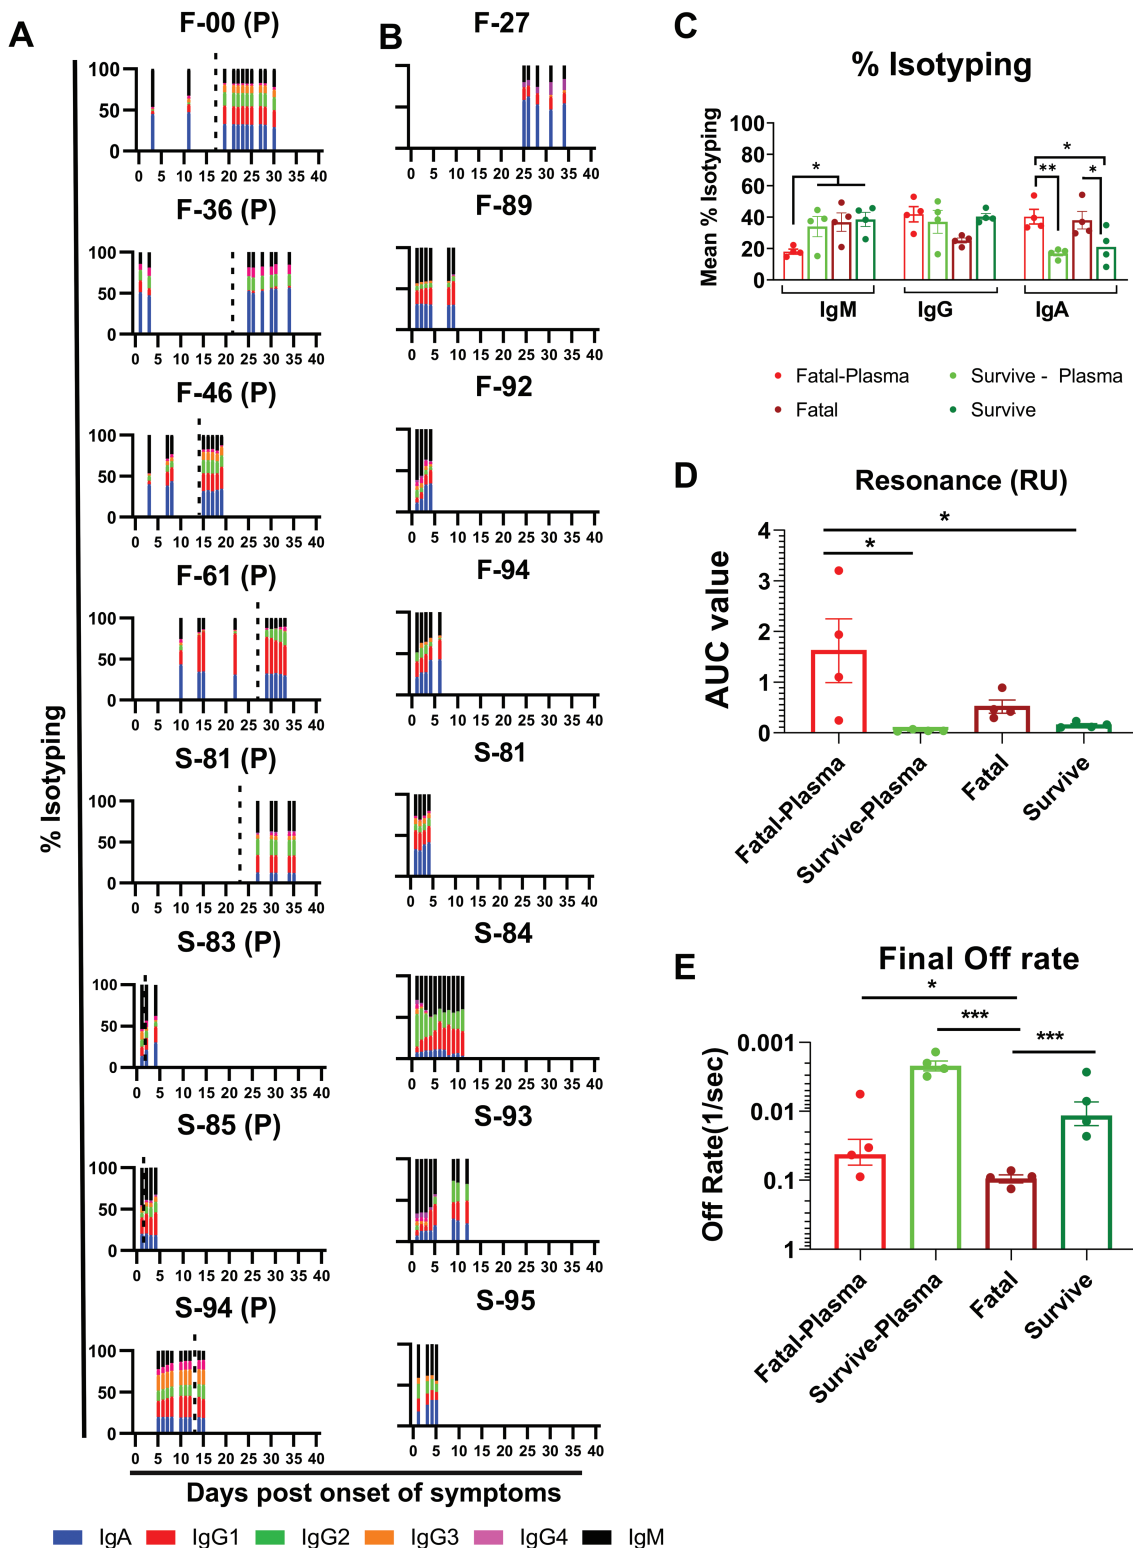 A
F-00 (P)
100
50
0
0 5 10 15 20 25 30 35 40
F-36 (P)
100
50
0
0 5 10 15 20 25 30 35 40
F-46 (P)
100
50
0
0 5 10 15 20 25 30 35 40
F-61 (P)
100
50
0
0 5 10 15 20 25 30 35 40
S-81 (P)
100
50
0
0 5 10 15 20 25 30 35 40
S-83 (P)
100
50
0
0 5 10 15 20 25 30 35 40
S-85 (P)
100
50
0
0 5 10 15 20 25 30 35 40
S-94 (P)
100
50
0
0 5 10 15 20 25 30 35 40
% Isotyping
B
F-27
0 5 10 15 20 25 30 35 40
F-89
0 5 10 15 20 25 30 35 40
F-92
0 5 10 15 20 25 30 35 40
F-94
0 5 10 15 20 25 30 35 40
S-81
0 5 10 15 20 25 30 35 40
S-84
0 5 10 15 20 25 30 35 40
S-93
0 5 10 15 20 25 30 35 40
S-95
0 5 10 15 20 25 30 35 40
Days post onset of symptoms
IgA IgG1 IgG2 IgG3 IgG4 IgM
C
% Isotyping
Mean % Isotyping
100
80
60
40
20
0
* ** * *
IgM IgG IgA
Fatal-Plasma Survive - Plasma
Fatal Survive
D
Resonance (RU)
AUC value
4
3
2
1
0
*
*
Fatal-Plasma
Survive-Plasma
Fatal
Survive
E
Final Off rate
Off Rate(1/sec)
0.001
0.01
0.1
1
*
***
***
Fatal-Plasma
Survive-Plasma
Fatal
Survive